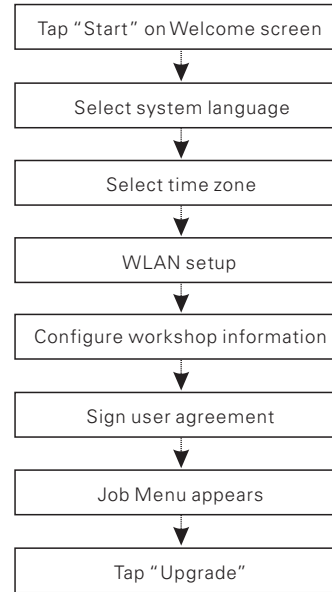 Tap “Start” on Welcome screen
Select system language
Select time zone
WLAN setup
Configure workshop information
Sign user agreement
Job Menu appears
Tap “Upgrade”